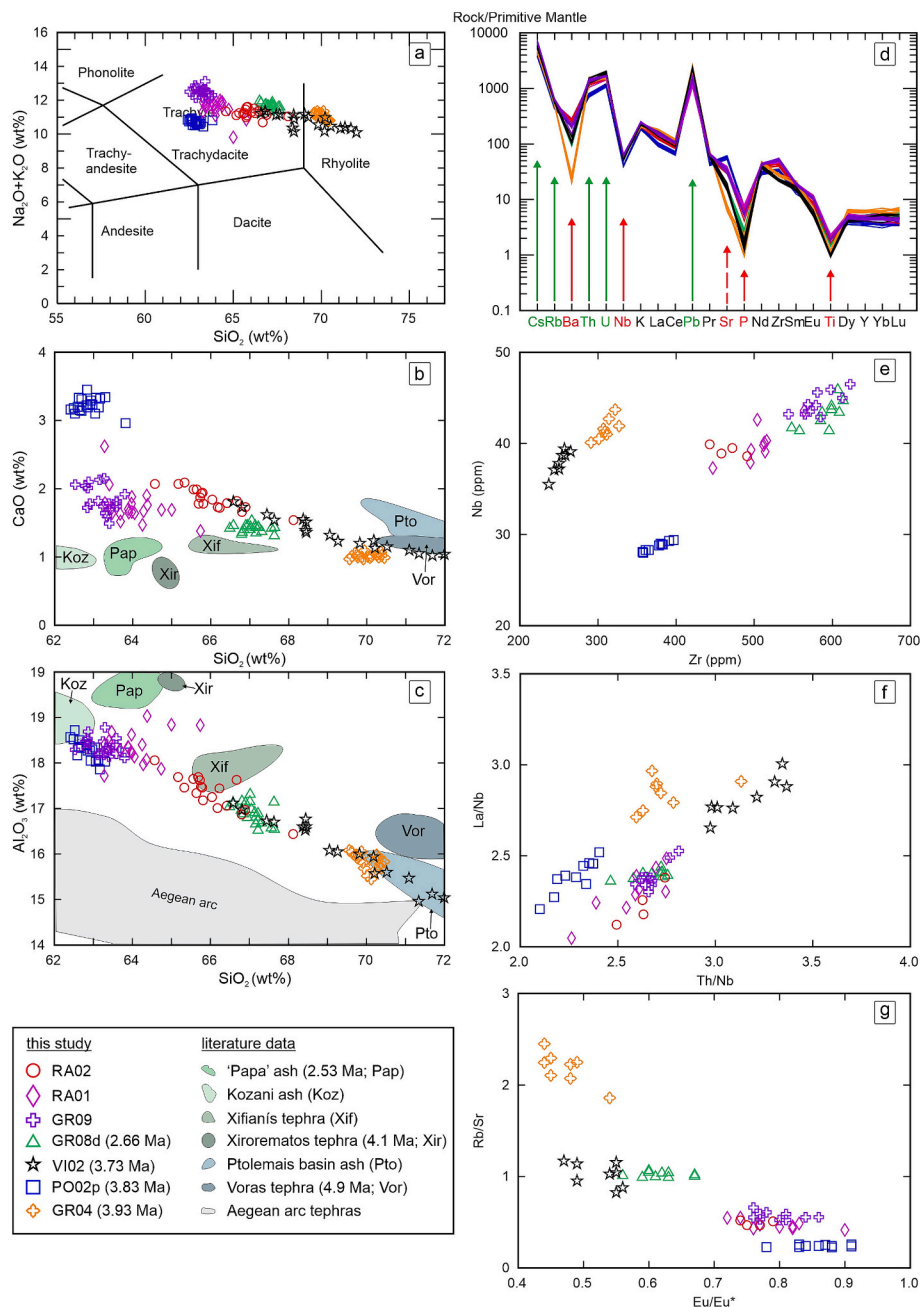 Rock/Primitive Mantle
a
16
14
12
10
8
6
4
2
0
Na₂O+K₂O (wt%)
Phonolite
Trachyte
Trachy-
andesite
Trachydacite
Rhyolite
Andesite
Dacite
55 60 65 70 75
SiO₂ (wt%)
d
10000
1000
100
10
1
0.1
Cs Rb Ba Th U Nb K La Ce Pb Pr Sr P Nd Zr Sm Eu Ti Dy Y Yb Lu
b
4
3
2
1
0
CaO (wt%)
Koz
Pap
Xir
Xif
Pto
Vor
62 64 66 68 70 72
SiO₂ (wt%)
e
50
40
30
20
Nb (ppm)
200 300 400 500 600 700
Zr (ppm)
c
19
19
18
17
16
15
14
Al₂O₃ (wt%)
Koz
Pap
Xir
Xif
Vor
Aegean arc
Pto
62 64 66 68 70 72
SiO₂ (wt%)
f
3.5
3.0
2.5
2.0
La/Nb
2.0 2.5 3.0 3.5 4.0
Th/Nb
g
3
2
1
0
Rb/Sr
0.4 0.5 0.6 0.7 0.8 0.9 1.0
Eu/Eu*
this study
RA02
RA01
GR09
GR08d (2.66 Ma)
VI02 (3.73 Ma)
PO02p (3.83 Ma)
GR04 (3.93 Ma)
literature data
‘Papa’ ash (2.53 Ma; Pap)
Kozani ash (Koz)
Xifianís tephra (Xif)
Xirorematos tephra (4.1 Ma; Xir)
Ptolemais basin ash (Pto)
Voras tephra (4.9 Ma; Vor)
Aegean arc tephras